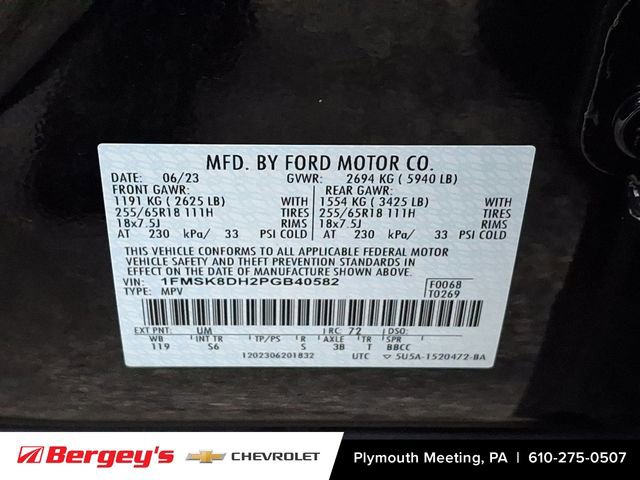 MFD. BY FORD MOTOR CO.
DATE: 06/23 GVWR: 2694 KG ( 5940 LB)
FRONT GAWR: REAR GAWR:
1191 KG ( 2625 LB) WITH 1554 KG ( 3425 LB) WITH
255/65R18 111H TIRES 255/65R18 111H TIRES
18x7.5J RIMS 18x7.5J RIMS
AT 230 kPa/ 33 PSI COLD AT 230 kPa/ 33 PSI COLD
THIS VEHICLE CONFORMS TO ALL APPLICABLE FEDERAL MOTOR
VEHICLE SAFETY AND THEFT PREVENTION STANDARDS IN
EFFECT ON THE DATE OF MANUFACTURE SHOWN ABOVE.
VIN: 1FMSK8DH2PGB40582 F0068
TYPE: MPV T0269
EXT PNT: UM RC: 72 DSO:
WB INT TR TP/PS R AXLE TR SPR
119 S6 S 3B T BBCC
1202306201832 UTC ▽ 5U5A-1520472-BA
Bergey's CHEVROLET Plymouth Meeting, PA | 610-275-0507